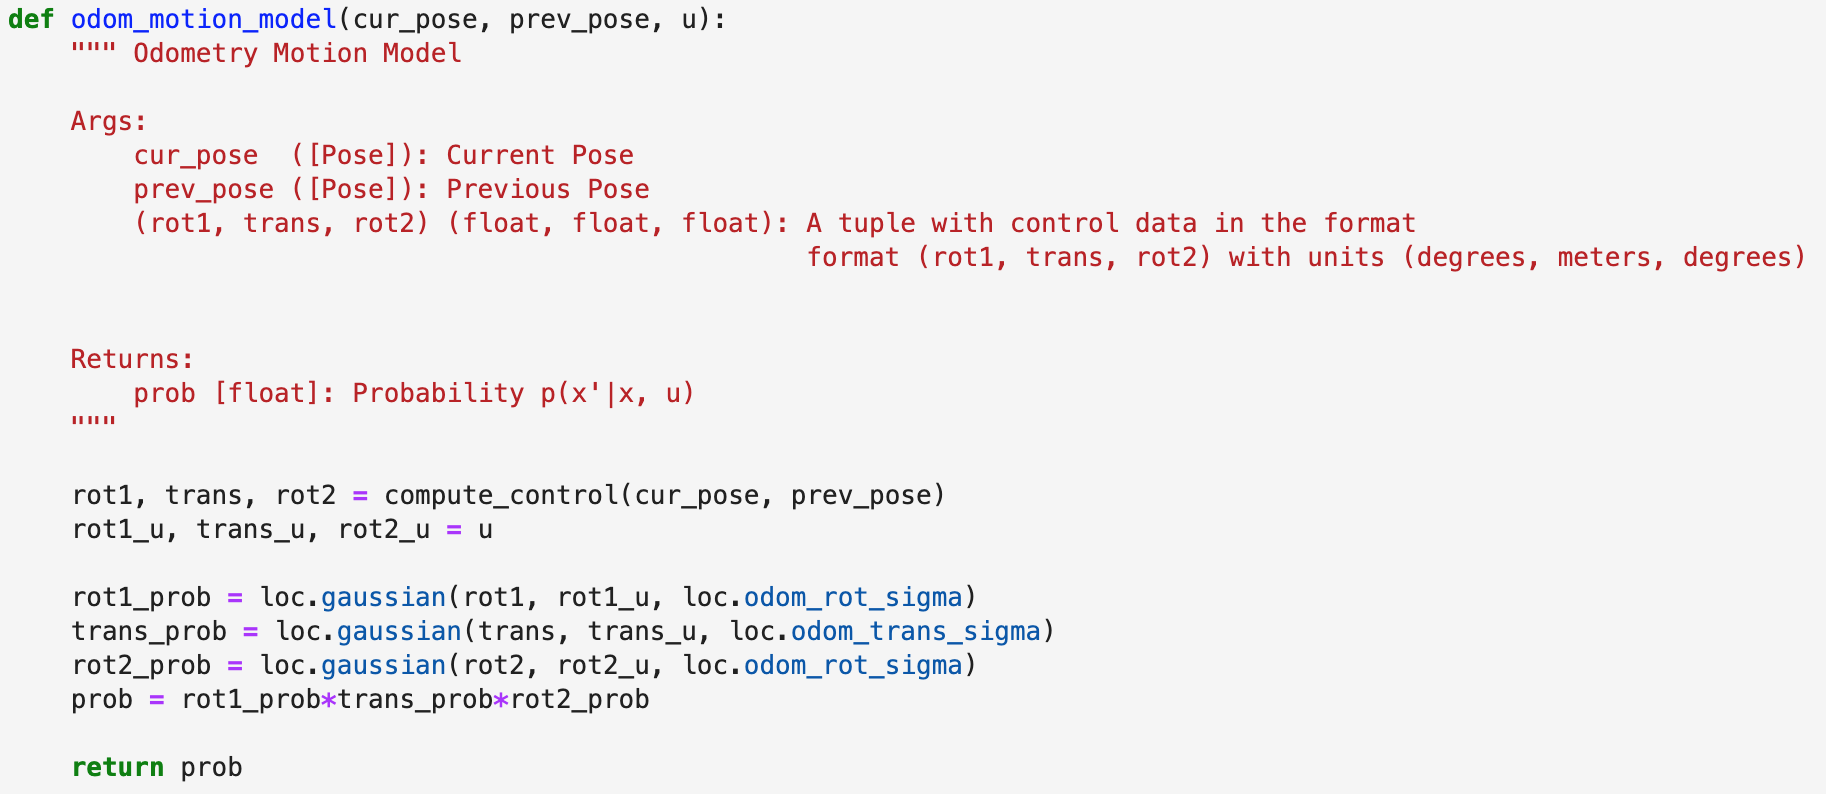 def odom_motion_model(cur_pose, prev_pose, u):
    """ Odometry Motion Model

    Args:
        cur_pose  ([Pose]): Current Pose
        prev_pose ([Pose]): Previous Pose
        (rot1, trans, rot2) (float, float, float): A tuple with control data in the format
                                                   format (rot1, trans, rot2) with units (degrees, meters, degrees)


    Returns:
        prob [float]: Probability p(x'|x, u)
    """

    rot1, trans, rot2 = compute_control(cur_pose, prev_pose)
    rot1_u, trans_u, rot2_u = u

    rot1_prob = loc.gaussian(rot1, rot1_u, loc.odom_rot_sigma)
    trans_prob = loc.gaussian(trans, trans_u, loc.odom_trans_sigma)
    rot2_prob = loc.gaussian(rot2, rot2_u, loc.odom_rot_sigma)
    prob = rot1_prob*trans_prob*rot2_prob

    return prob